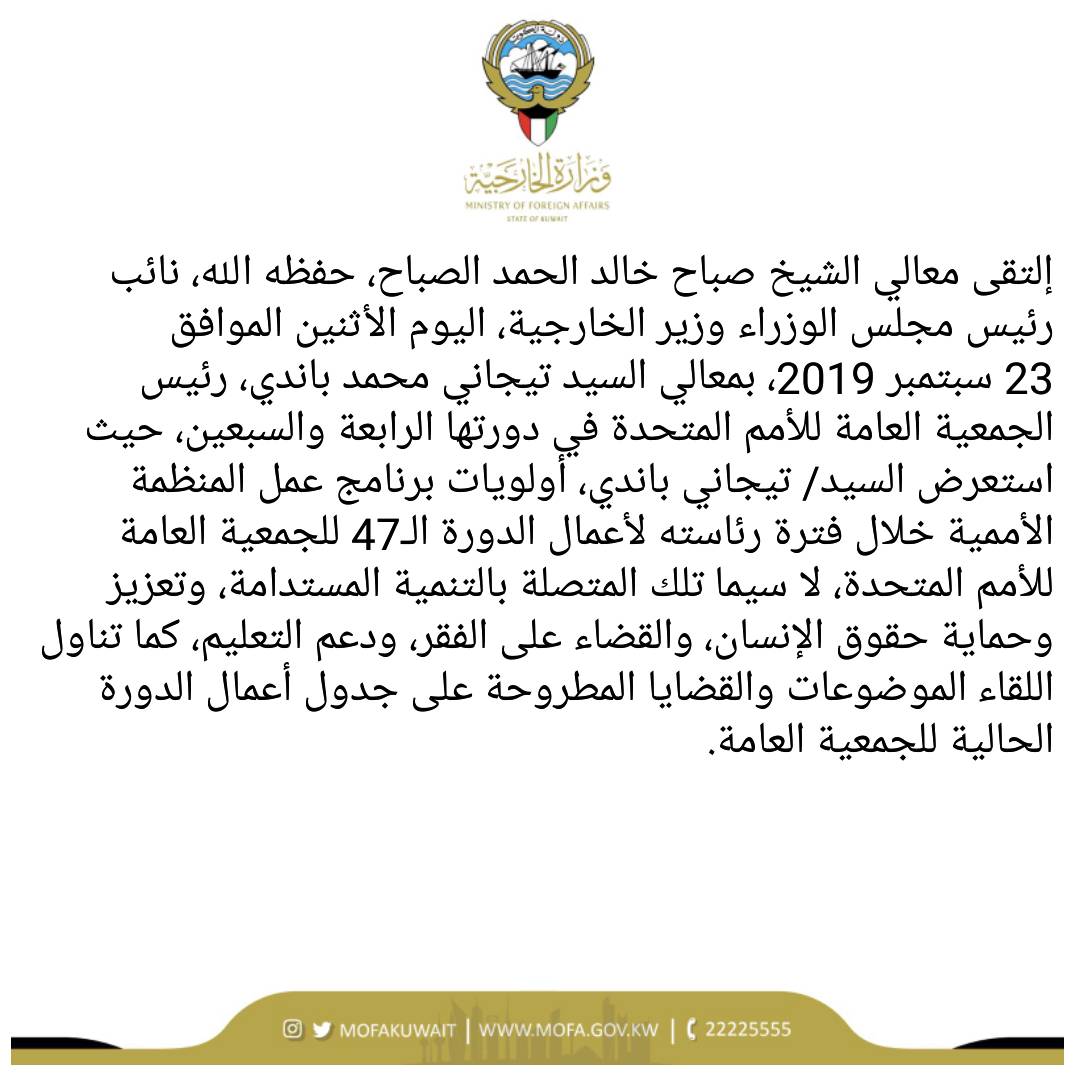 دولة الكويت
وزارة الخارجية
MINISTRY OF FOREIGN AFFAIRS
STATE OF KUWAIT
إلتقى معالي الشيخ صباح خالد الحمد الصباح، حفظه الله، نائب
رئيس مجلس الوزراء وزير الخارجية، اليوم الأثنين الموافق
23 سبتمبر 2019، بمعالي السيد تيجاني محمد باندي، رئيس
الجمعية العامة للأمم المتحدة في دورتها الرابعة والسبعين، حيث
استعرض السيد/ تيجاني باندي، أولويات برنامج عمل المنظمة
الأممية خلال فترة رئاسته لأعمال الدورة الـ47 للجمعية العامة
للأمم المتحدة، لا سيما تلك المتصلة بالتنمية المستدامة، وتعزيز
وحماية حقوق الإنسان، والقضاء على الفقر، ودعم التعليم، كما تناول
اللقاء الموضوعات والقضايا المطروحة على جدول أعمال الدورة
الحالية للجمعية العامة.
MOFAKUWAIT | WWW.MOFA.GOV.KW | 22225555